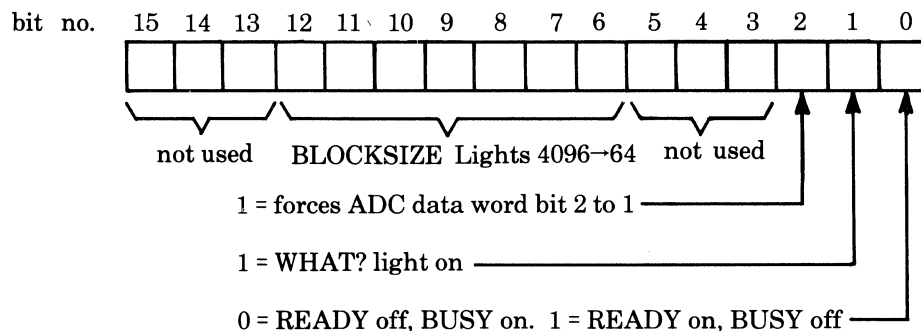 bit no. 15 14 13 12 11 10 9 8 7 6 5 4 3 2 1 0
not used BLOCKSIZE Lights 4096→64 not used
1 = forces ADC data word bit 2 to 1
1 = WHAT? light on
0 = READY off, BUSY on. 1 = READY on, BUSY off